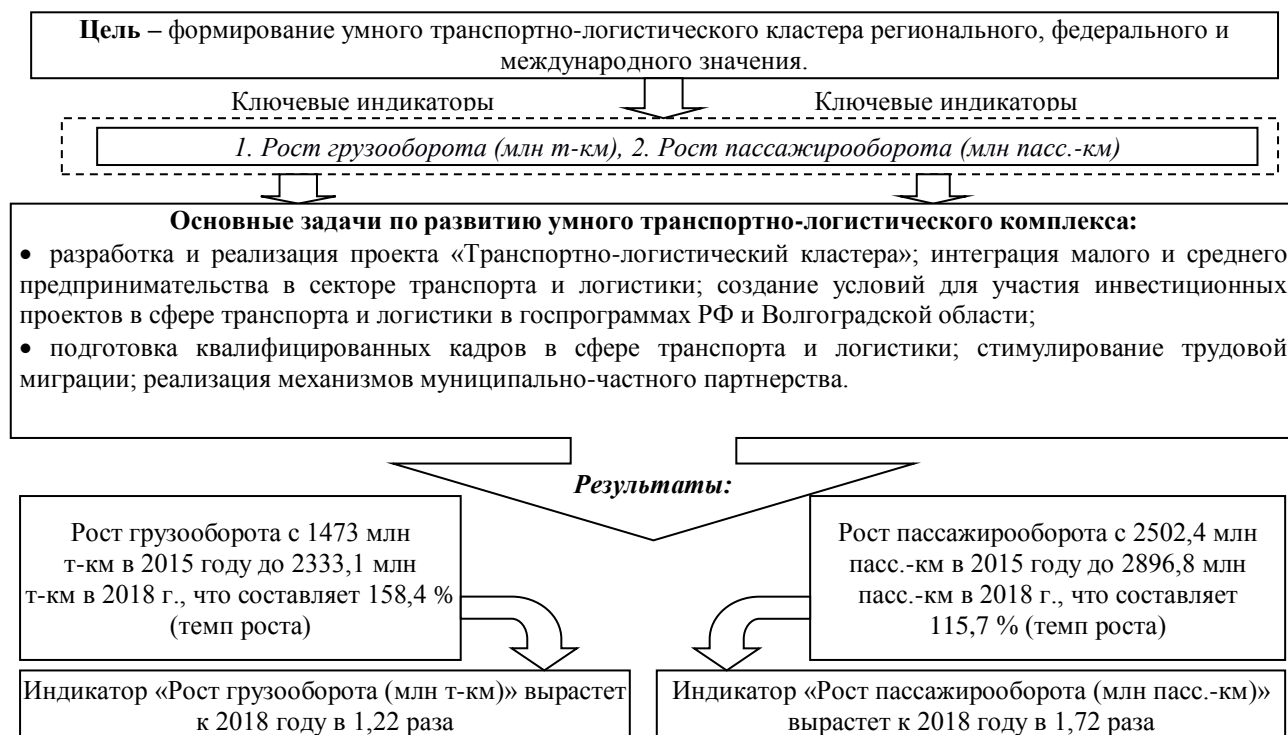 Цель – формирование умного транспортно-логистического кластера регионального, федерального и
международного значения.
Ключевые индикаторы
Ключевые индикаторы
1. Рост грузооборота (млн т-км), 2. Рост пассажирооборота (млн пасс.-км)
Основные задачи по развитию умного транспортно-логистического комплекса:
• разработка и реализация проекта «Транспортно-логистический кластера»; интеграция малого и среднего
предпринимательства в секторе транспорта и логистики; создание условий для участия инвестиционных
проектов в сфере транспорта и логистики в госпрограммах РФ и Волгоградской области;
• подготовка квалифицированных кадров в сфере транспорта и логистики; стимулирование трудовой
миграции; реализация механизмов муниципально-частного партнерства.
Результаты:
Рост грузооборота с 1473 млн
т-км в 2015 году до 2333,1 млн
т-км в 2018 г., что составляет 158,4 %
(темп роста)
Рост пассажирооборота с 2502,4 млн
пасс.-км в 2015 году до 2896,8 млн
пасс.-км в 2018 г., что составляет
115,7 % (темп роста)
Индикатор «Рост грузооборота (млн т-км)» вырастет
к 2018 году в 1,22 раза
Индикатор «Рост пассажирооборота (млн пасс.-км)»
вырастет к 2018 году в 1,72 раза